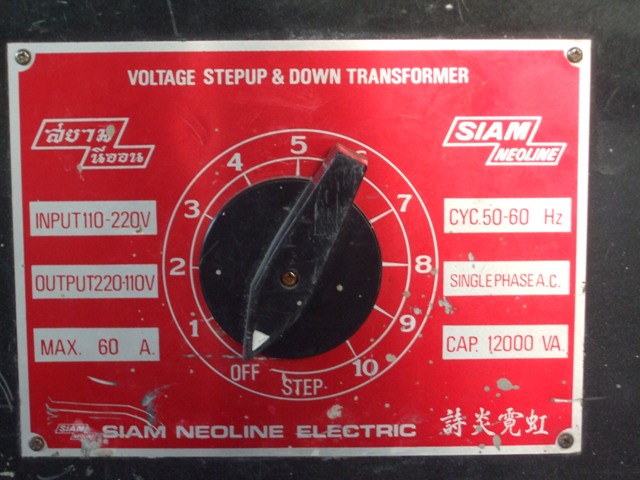 VOLTAGE STEPUP & DOWN TRANSFORMER
สยาม
นีออน
SIAM
NEOLINE
INPUT 110-220V
OUTPUT 220-110V
MAX. 60 A.
CYC. 50-60 Hz
SINGLE PHASE A.C.
CAP. 12000 VA.
OFF
1
2
3
4
5
7
8
9
10
STEP
SIAM
SIAM NEOLINE ELECTRIC
詩炎霓虹